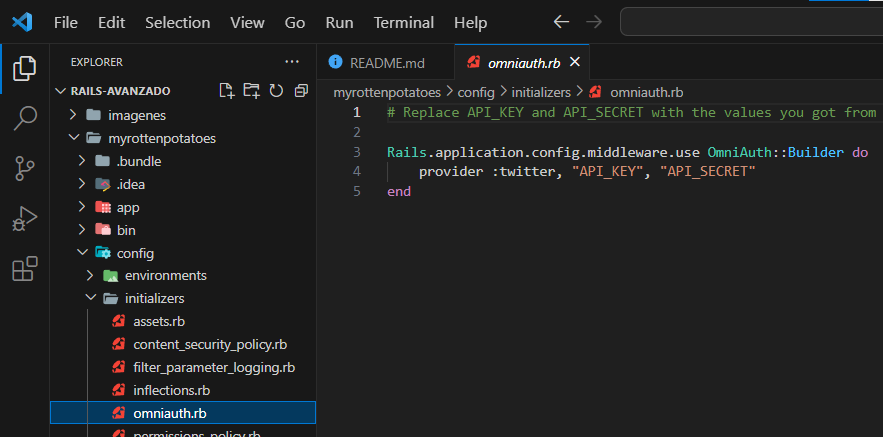 File Edit Selection View Go Run Terminal Help
EXPLORER
RAILS-AVANZADO
imagenes
myrottenpotatoes
.bundle
.idea
app
bin
config
environments
initializers
assets.rb
content_security_policy.rb
filter_parameter_logging.rb
inflections.rb
omniauth.rb
permissions_policy.rb
README.md
omniauth.rb
myrottenpotatoes > config > initializers > omniauth.rb
1 # Replace API_KEY and API_SECRET with the values you got from
2
3 Rails.application.config.middleware.use OmniAuth::Builder do
4 provider :twitter, "API_KEY", "API_SECRET"
5 end